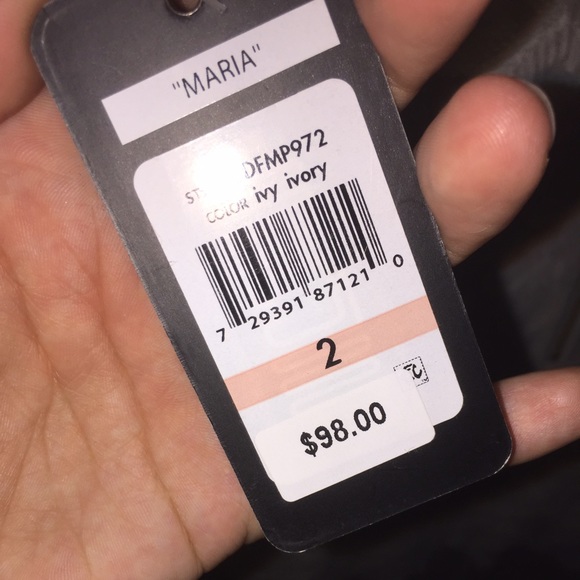 "MARIA"
DFMP972
COLOR ivy ivory
7 29391 87121 0
2
$98.00